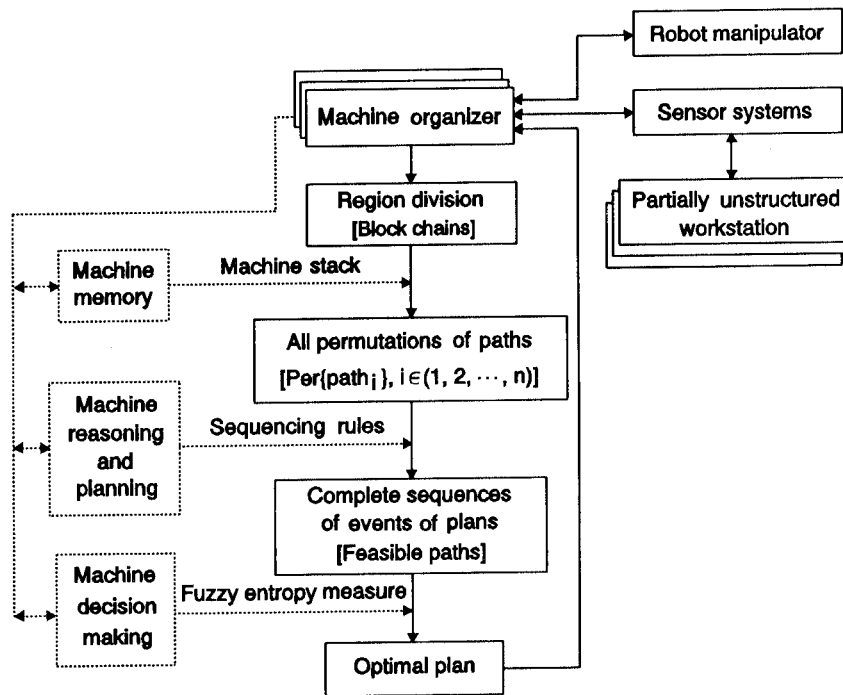 Robot manipulator
Machine organizer
Sensor systems
Region division
[Block chains]
Partially unstructured
workstation
Machine
memory
Machine stack
All permutations of paths
[Per{path_i}, i∈(1, 2, ···, n)]
Machine
reasoning
and
planning
Sequencing rules
Complete sequences
of events of plans
[Feasible paths]
Machine
decision
making
Fuzzy entropy measure
Optimal plan